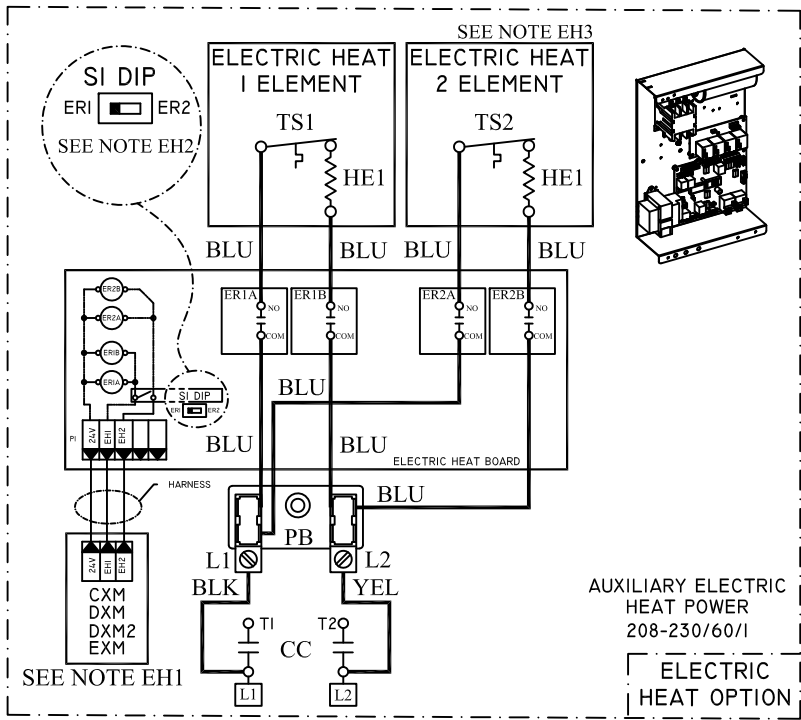 SEE NOTE EH3
ELECTRIC HEAT
1 ELEMENT
ELECTRIC HEAT
2 ELEMENT
S1 DIP
ER1
ER2
SEE NOTE EH2
TS1
HE1
TS2
HE1
BLU
BLU
BLU
BLU
ER2B
ER2A
ER1B
ER1A
ER1A
NO
COM
ER1B
NO
COM
ER2A
NO
COM
ER2B
NO
COM
S1 DIP
ER1
ER2
BLU
BLU
BLU
P1
24V
EH1
EH2
ELECTRIC HEAT BOARD
HARNESS
BLU
PB
L1
L2
24V
EH1
EH2
CXM
DXM
DXM2
EXM
SEE NOTE EH1
BLK
YEL
T1
T2
CC
L1
L2
AUXILIARY ELECTRIC
HEAT POWER
208-230/60/1
ELECTRIC
HEAT OPTION